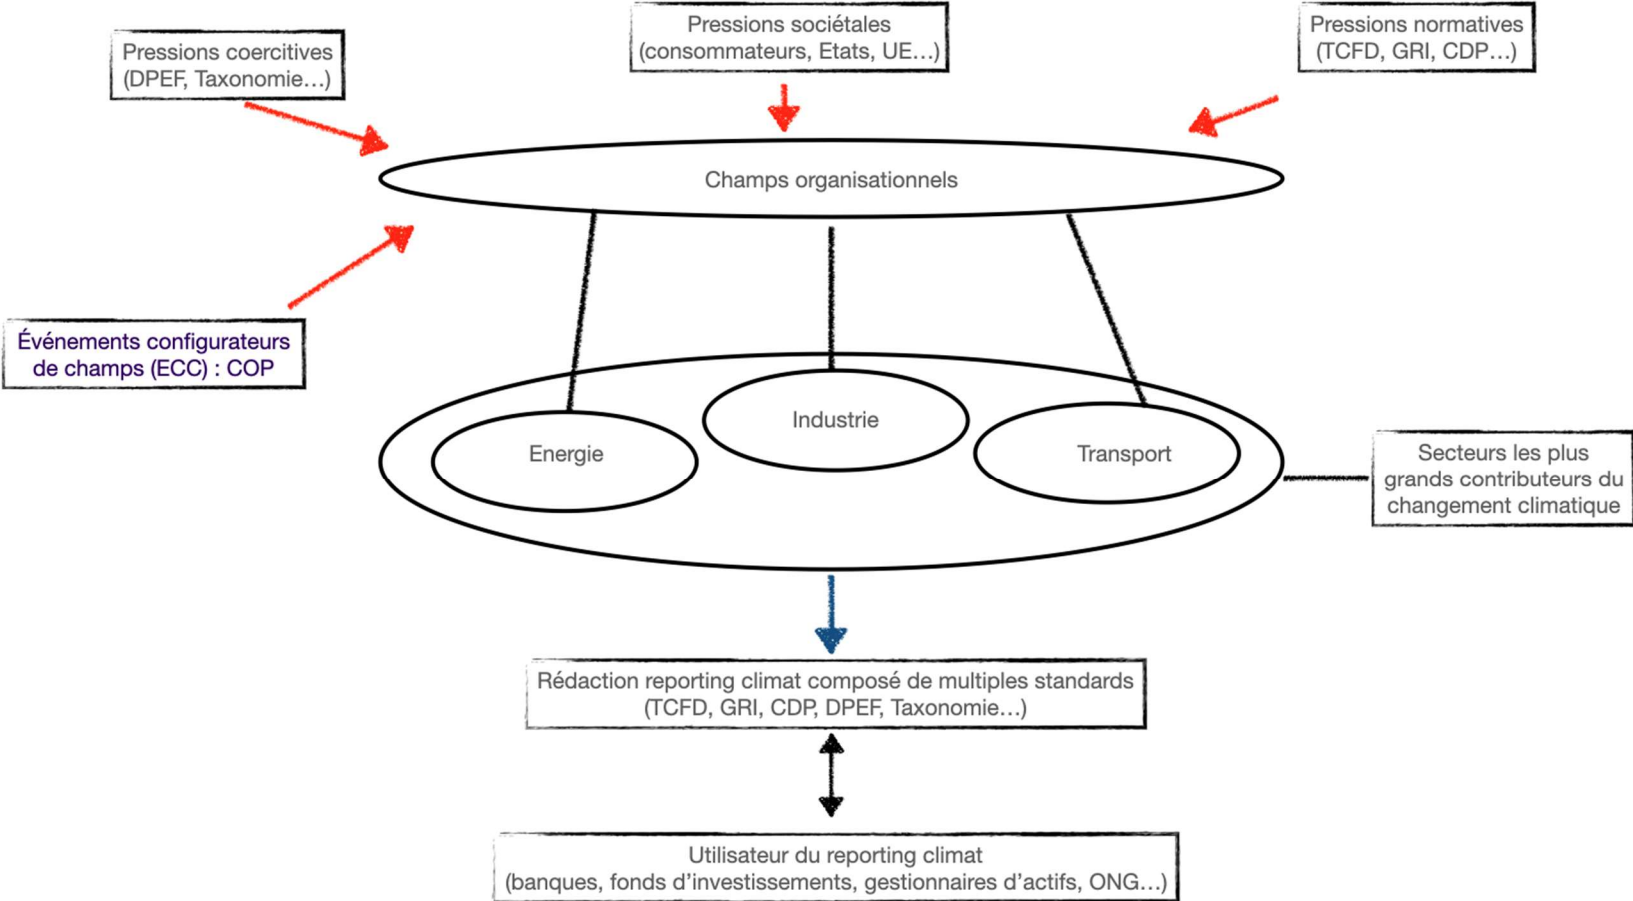 Pressions sociétales
(consommateurs, Etats, UE…)
Pressions normatives
(TCFD, GRI, CDP…)
Pressions coercitives
(DPEF, Taxonomie…)
Champs organisationnels
Événements configurateurs
de champs (ECC) : COP
Industrie
Energie
Transport
Secteurs les plus
grands contributeurs du
changement climatique
Rédaction reporting climat composé de multiples standards
(TCFD, GRI, CDP, DPEF, Taxonomie…)
Utilisateur du reporting climat
(banques, fonds d’investissements, gestionnaires d’actifs, ONG…)